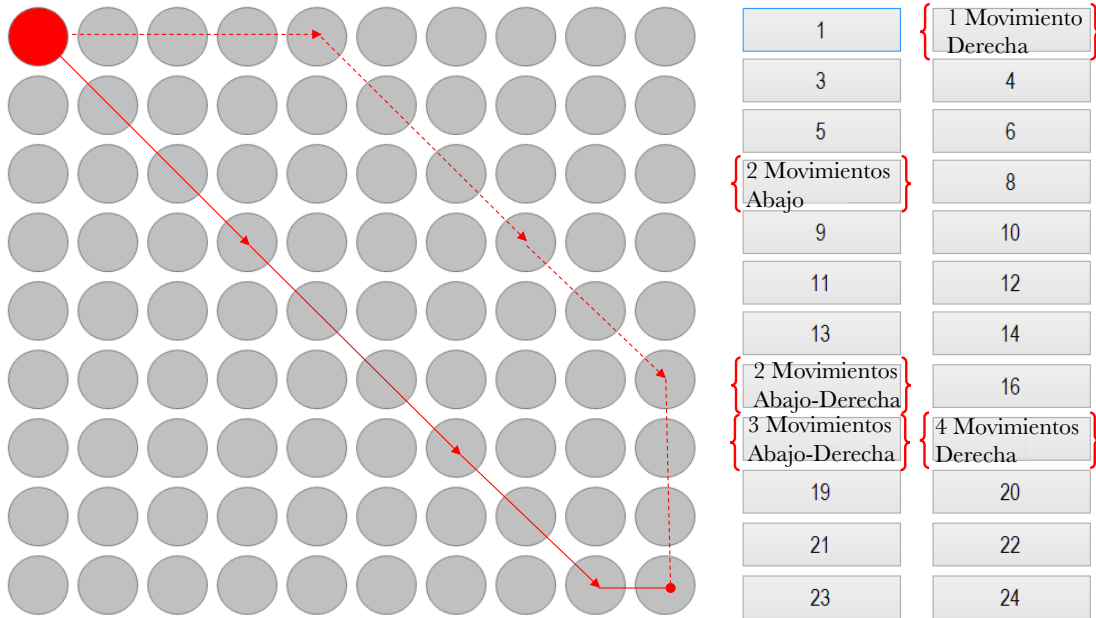 1
1 Movimiento
Derecha
3
4
5
6
2 Movimientos
Abajo
8
9
10
11
12
13
14
2 Movimientos
Abajo-Derecha
16
3 Movimientos
Abajo-Derecha
4 Movimientos
Derecha
19
20
21
22
23
24